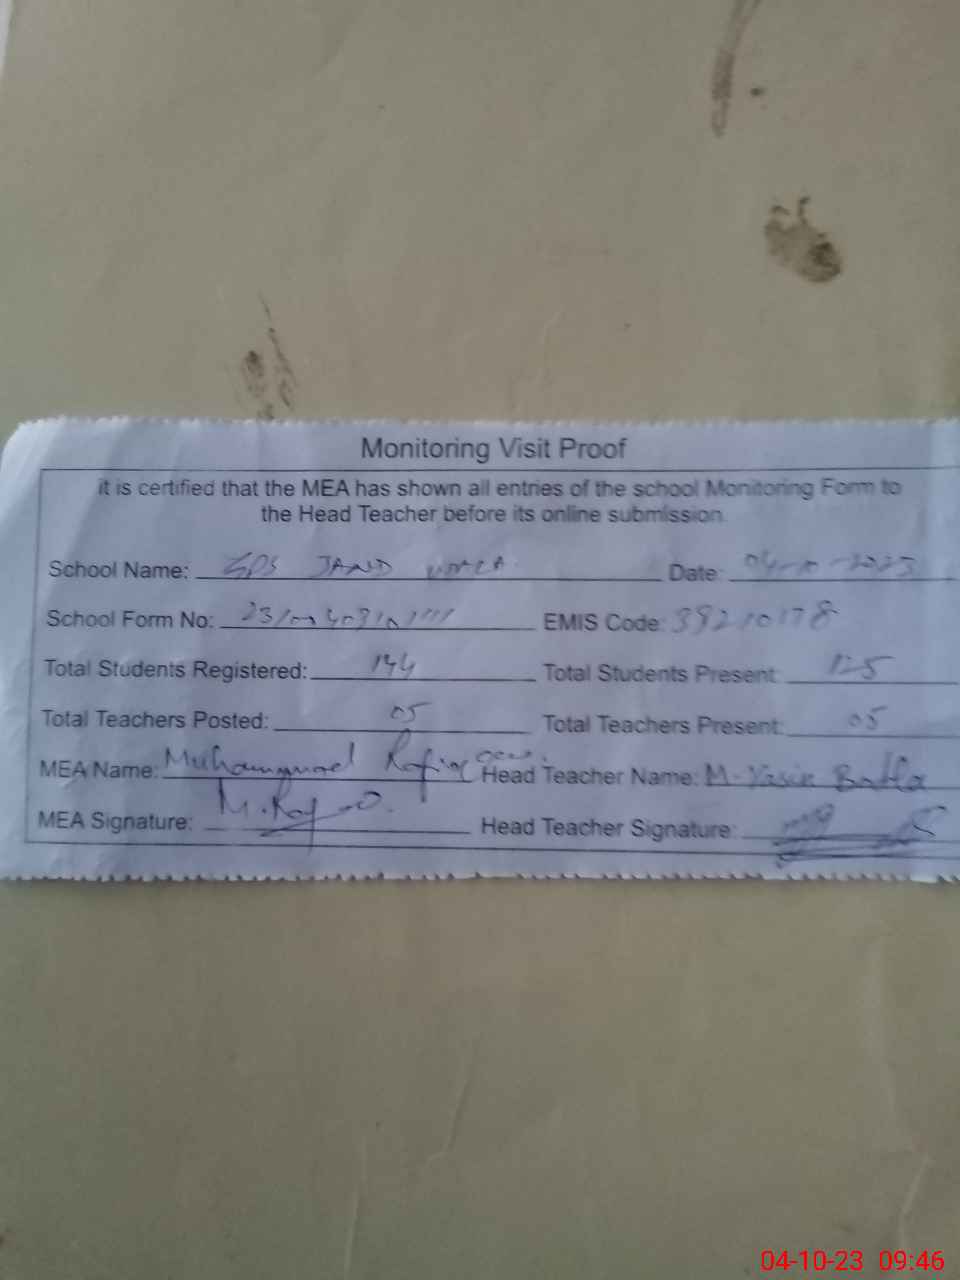 Monitoring Visit Proof
it is certified that the MEA has shown all entries of the school Monitoring Form to
the Head Teacher before its online submission.
School Name: GPS JAND Date: 04-10-2023
School Form No: EMIS Code: 39210178
Total Students Registered: 144 Total Students Present: 125
Total Teachers Posted: 05 Total Teachers Present: 05
MEA Name: Muhammad Head Teacher Name: M. Yasin
MEA Signature: Head Teacher Signature:
04-10-23 09:46